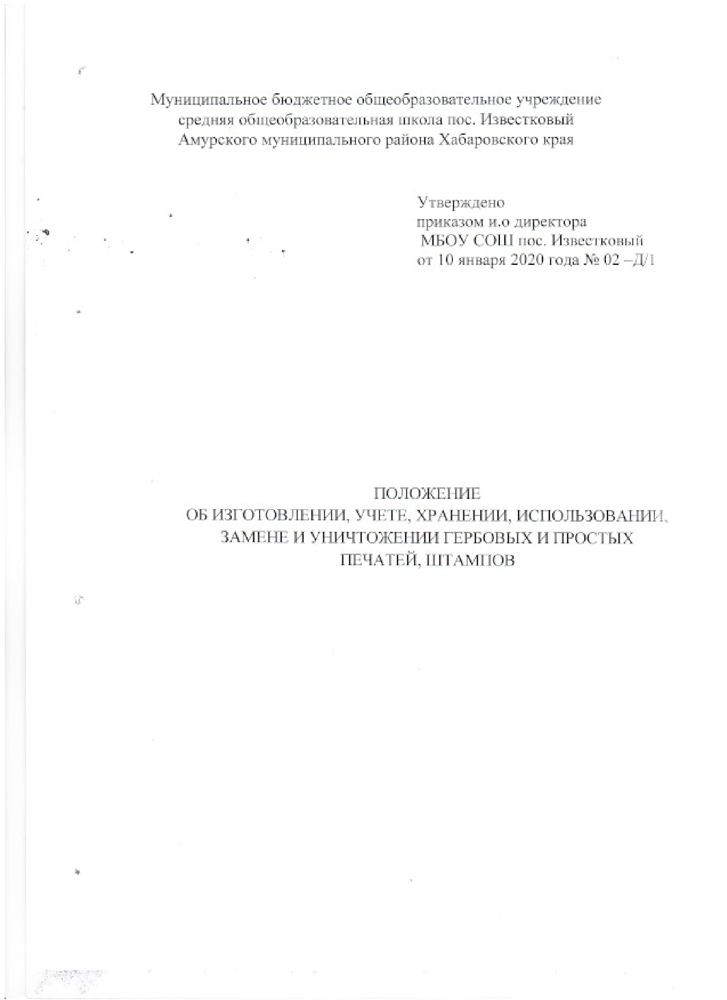 Муниципальное бюджетное общеобразовательное учреждение
средняя общеобразовательная школа пос. Известковый
Амурского муниципального района Хабаровского края
Утверждено
приказом и.о директора
МБОУ СОШ пос. Известковый
от 10 января 2020 года № 02 –Д/1
ПОЛОЖЕНИЕ
ОБ ИЗГОТОВЛЕНИИ, УЧЕТЕ, ХРАНЕНИИ, ИСПОЛЬЗОВАНИИ,
ЗАМЕНЕ И УНИЧТОЖЕНИИ ГЕРБОВЫХ И ПРОСТЫХ
ПЕЧАТЕЙ, ШТАМПОВ